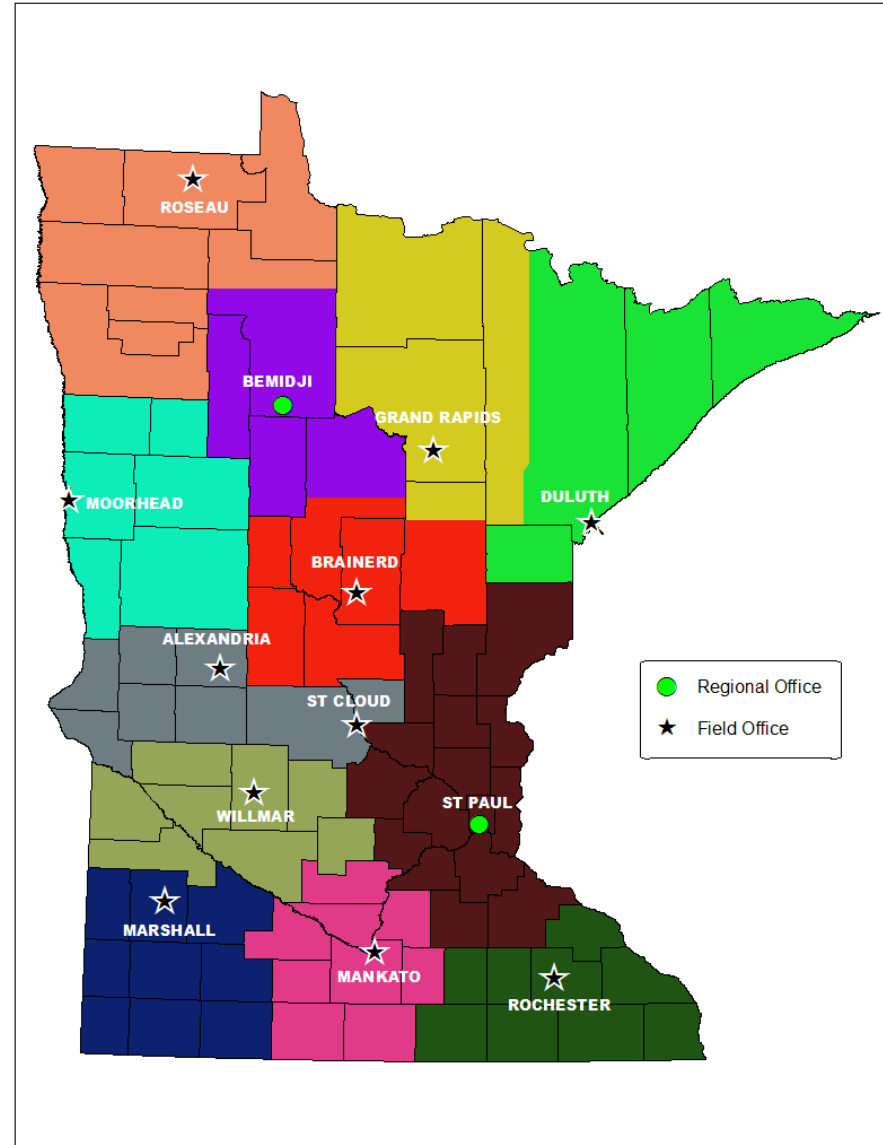 ROSEAU
BEMIDJI
GRAND RAPIDS
MOORHEAD
DULUTH
BRAINERD
ALEXANDRIA
ST CLOUD
Regional Office
Field Office
WILLMAR
ST PAUL
MARSHALL
MANKATO
ROCHESTER